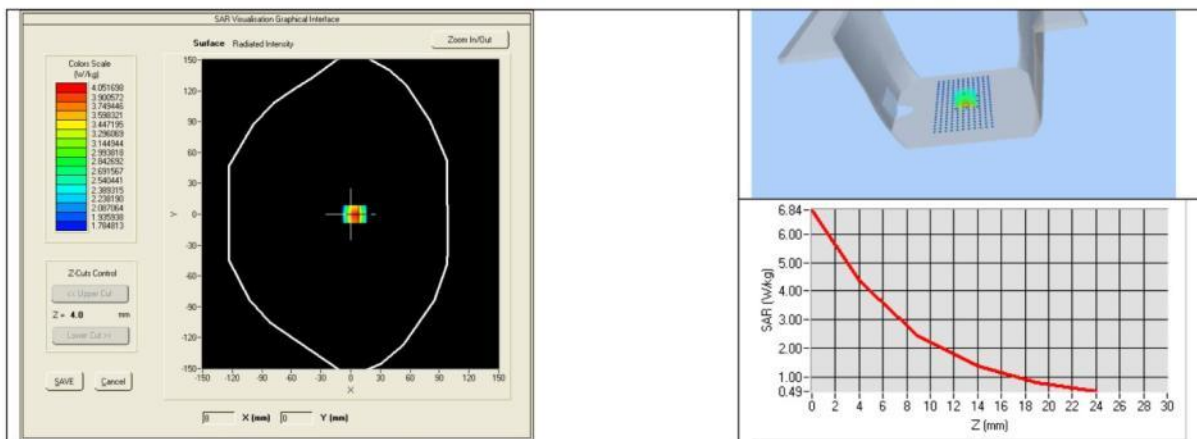 SAR Visualisation Graphical Interface
Surface Radiated Intensity
Zoom In/Out
Colors Scale
(W/kg)
4.051698
3.900572
3.749446
3.598321
3.447195
3.296069
3.144944
2.993818
2.842692
2.691567
2.540441
2.389315
2.238190
2.087064
1.935938
1.784813
150
120
90
60
30
0
-30
-60
-90
-120
-150
Y
-150 -120 -90 -60 -30 0 30 60 90 120 150
X
Z-Cuts Control
<< Upper Cut
Z = 4.0 mm
Lower Cut >>
SAVE Cancel
8 X (mm) 0 Y (mm)
6.84
6.00
5.00
4.00
3.00
2.00
1.00
0.49
SAR (W/kg)
0 2 4 6 8 10 12 14 16 18 20 22 24 26 28 30
Z (mm)